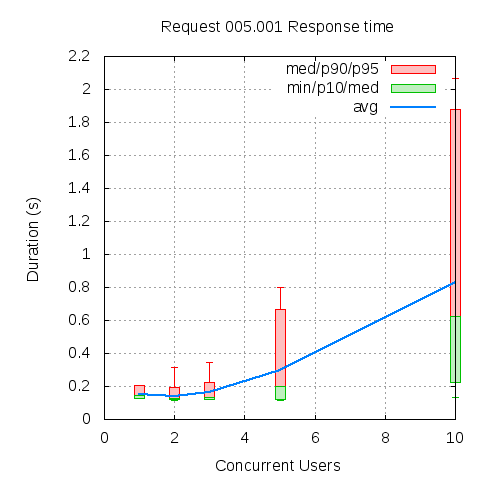 Request 005.001 Response time
2.2
2
1.8
1.6
1.4
1.2
1
0.8
0.6
0.4
0.2
0
Duration (s)
med/p90/p95
min/p10/med
avg
0 2 4 6 8 10
Concurrent Users